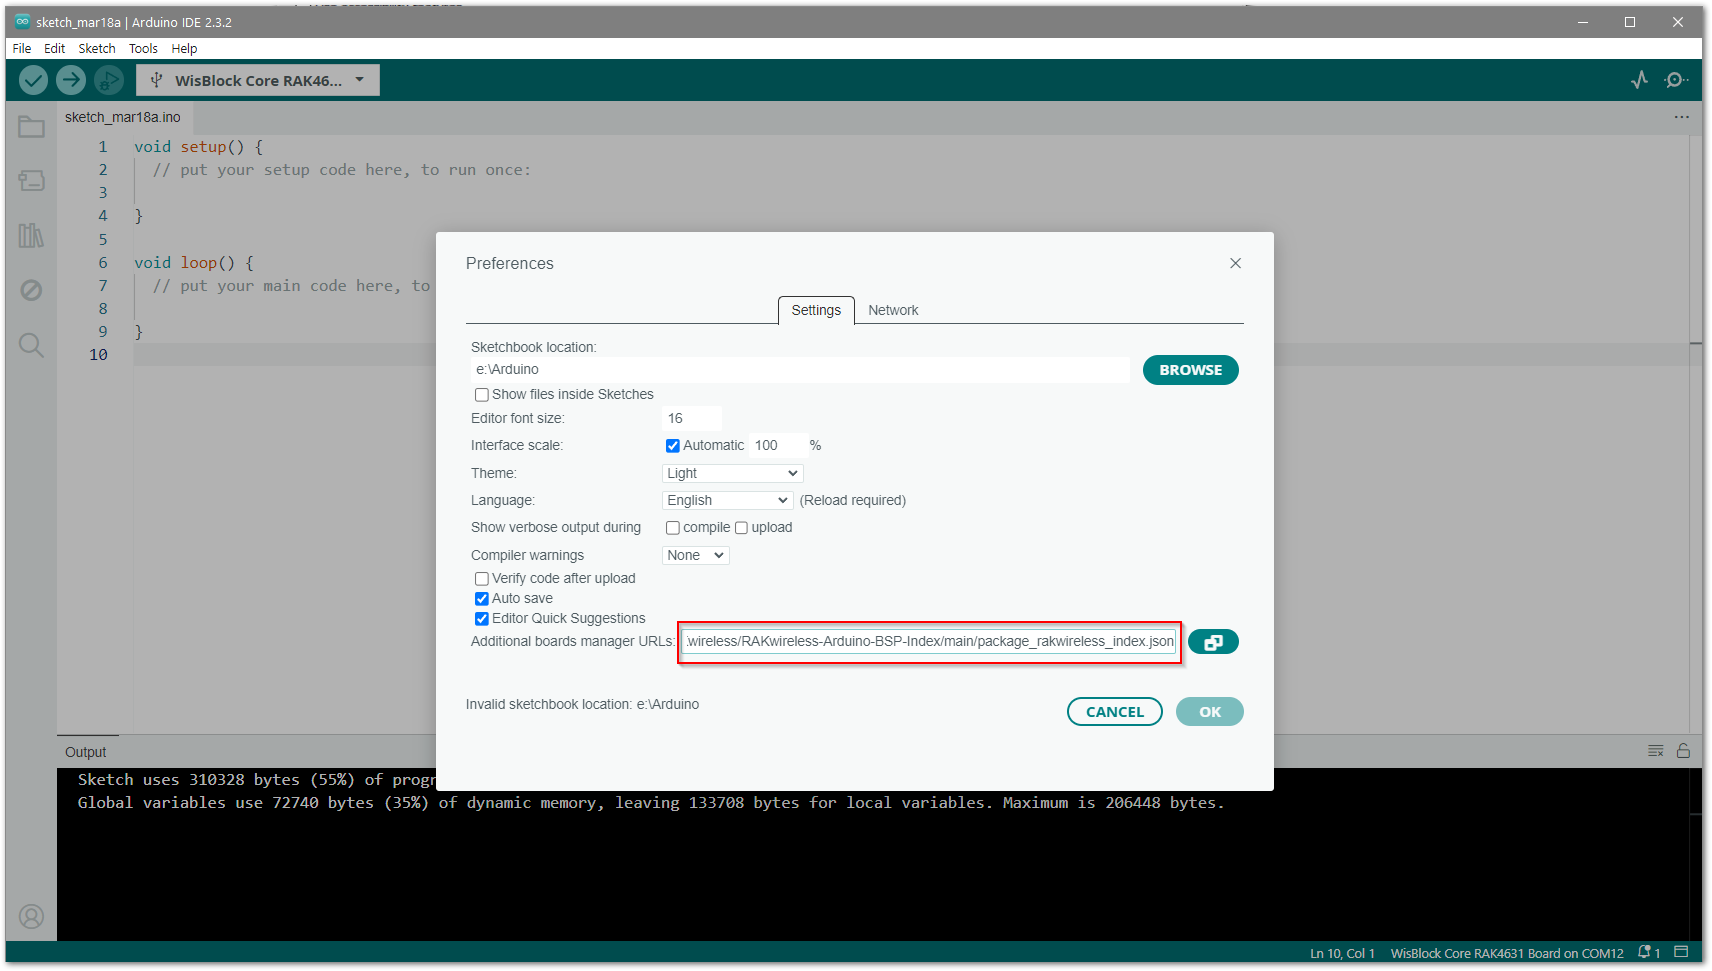 sketch_mar18a | Arduino IDE 2.3.2
File Edit Sketch Tools Help
WisBlock Core RAK46...
sketch_mar18a.ino
1 void setup() {
2 // put your setup code here, to run once:
3
4 }
5
6 void loop() {
7 // put your main code here, to
8
9 }
10
Preferences
Settings Network
Sketchbook location:
e:\Arduino
BROWSE
Show files inside Sketches
Editor font size: 16
Interface scale: Automatic 100 %
Theme: Light
Language: English (Reload required)
Show verbose output during compile upload
Compiler warnings None
Verify code after upload
Auto save
Editor Quick Suggestions
Additional boards manager URLs: wireless/RAKwireless-Arduino-BSP-Index/main/package_rakwireless_index.json
Invalid sketchbook location: e:\Arduino
CANCEL OK
Output
Sketch uses 310328 bytes (55%) of progr
Global variables use 72740 bytes (35%) of dynamic memory, leaving 133708 bytes for local variables. Maximum is 206448 bytes.
Ln 10, Col 1 WisBlock Core RAK4631 Board on COM12 1